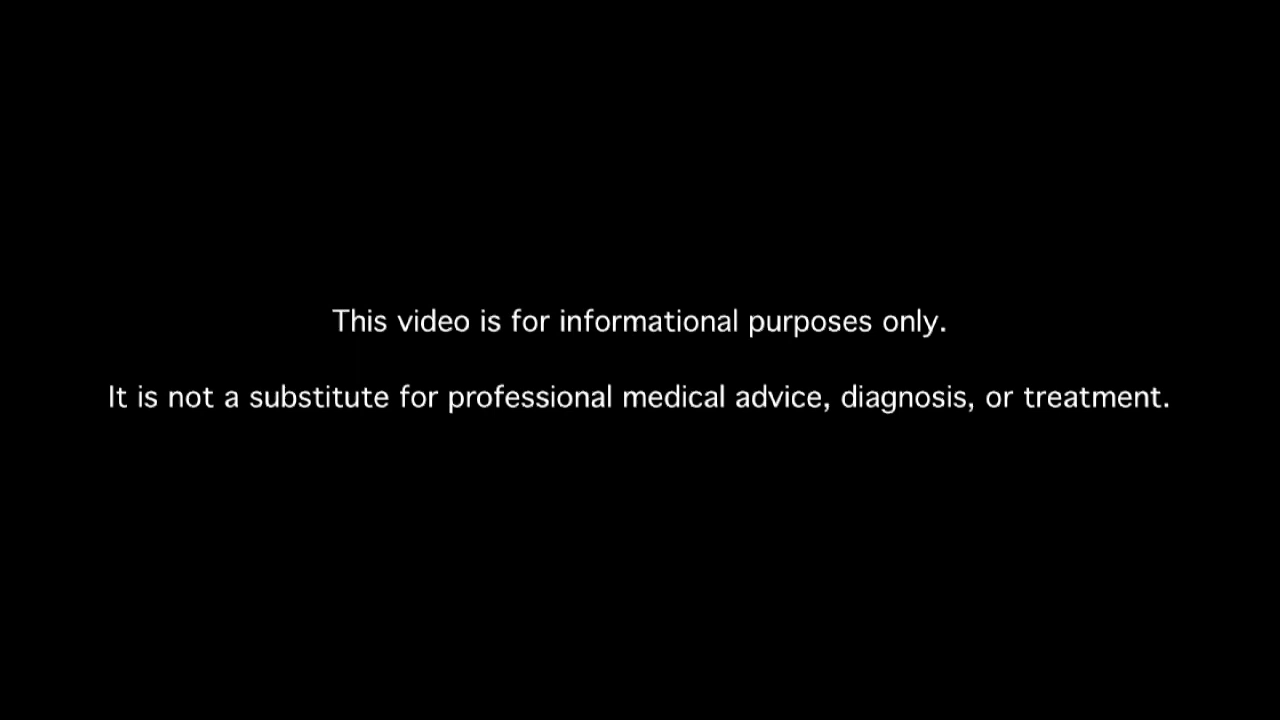 This video is for informational purposes only.
It is not a substitute for professional medical advice, diagnosis, or treatment.